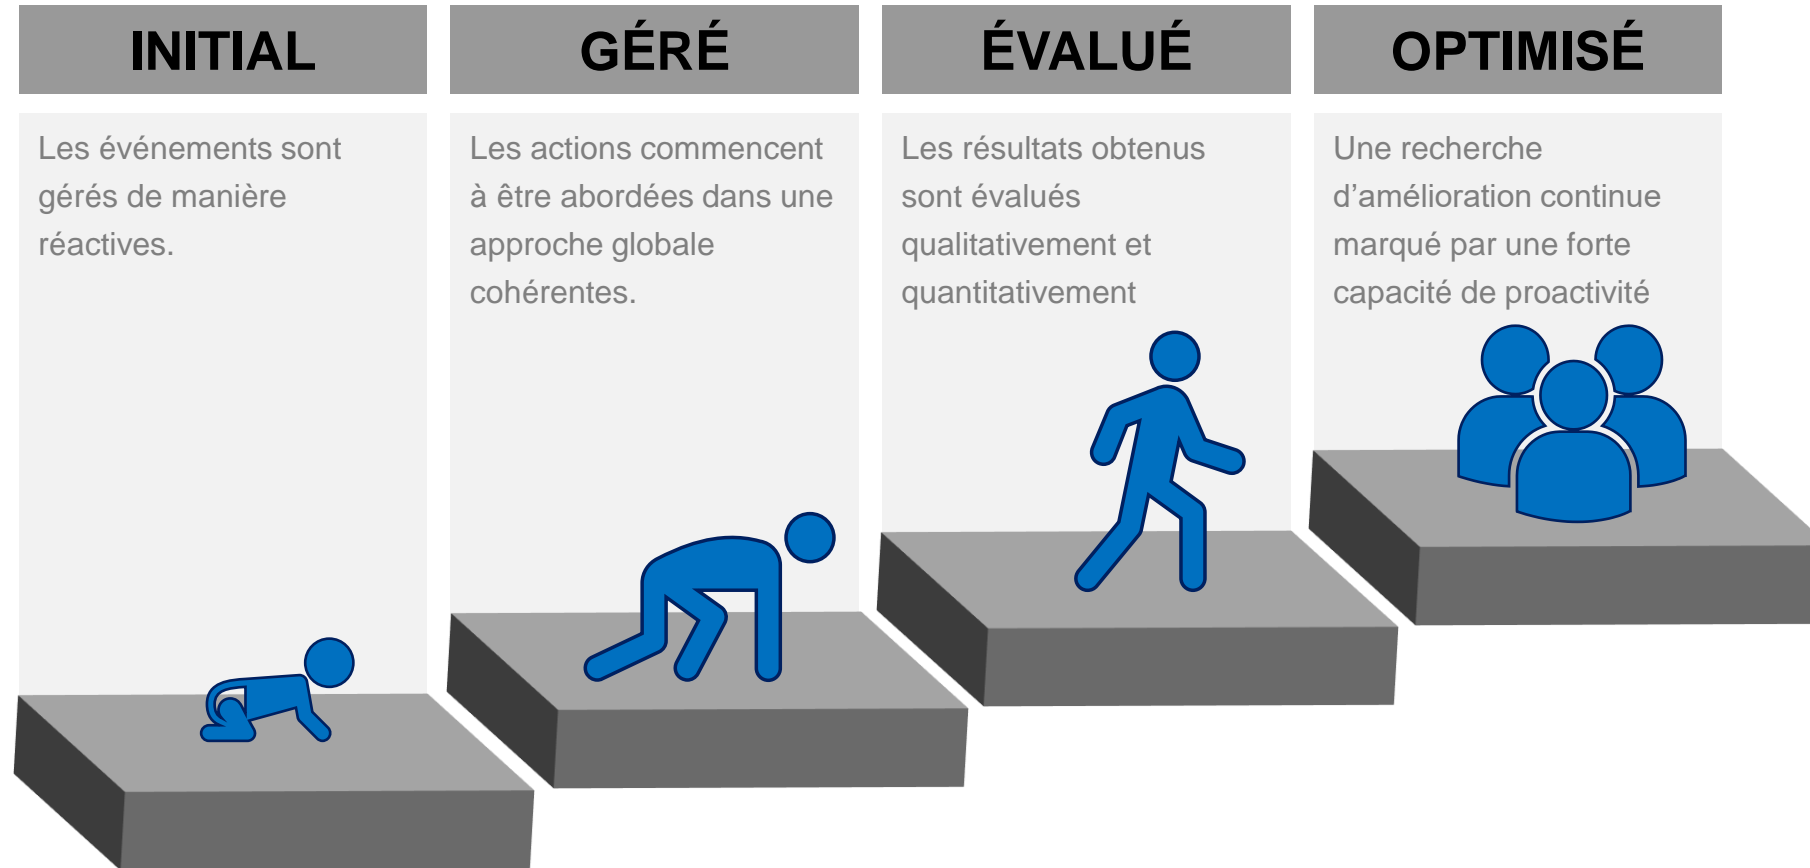 INITIAL
Les événements sont
gérés de manière
réactives.
GÉRÉ
Les actions commencent
à être abordées dans une
approche globale
cohérentes.
ÉVALUÉ
Les résultats obtenus
sont évalués
qualitativement et
quantitativement
OPTIMISÉ
Une recherche
d’amélioration continue
marqué par une forte
capacité de proactivité